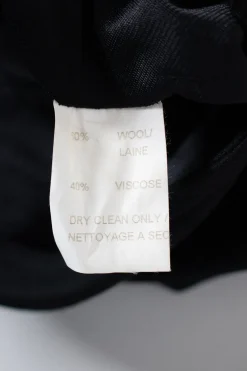 WOOL/
LAINE
40% VISCOSE
DRY CLEAN ONLY /
NETTOYAGE A SEC